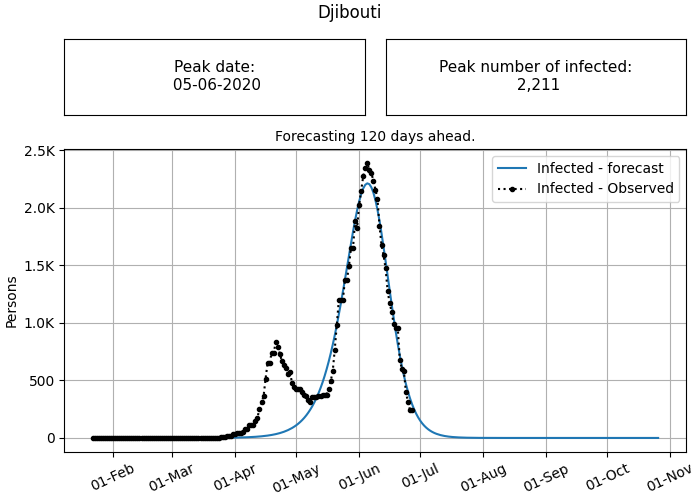 Djibouti
Peak date:
05-06-2020
Peak number of infected:
2,211
Forecasting 120 days ahead.
2.5K
2.0K
1.5K
1.0K
500
0
Persons
Infected - forecast
Infected - Observed
01-Feb
01-Mar
01-Apr
01-May
01-Jun
01-Jul
01-Aug
01-Sep
01-Oct
01-Nov